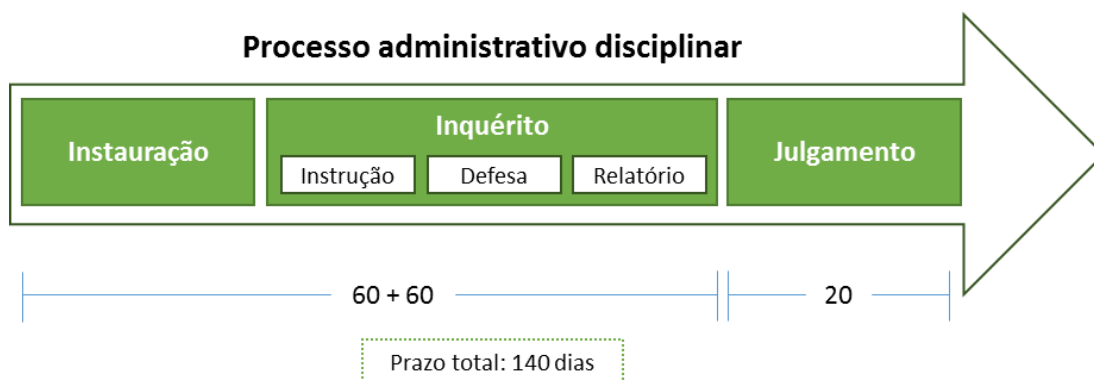 Processo administrativo disciplinar
Instauração
Inquérito
Instrução
Defesa
Relatório
Julgamento
60 + 60
20
Prazo total: 140 dias